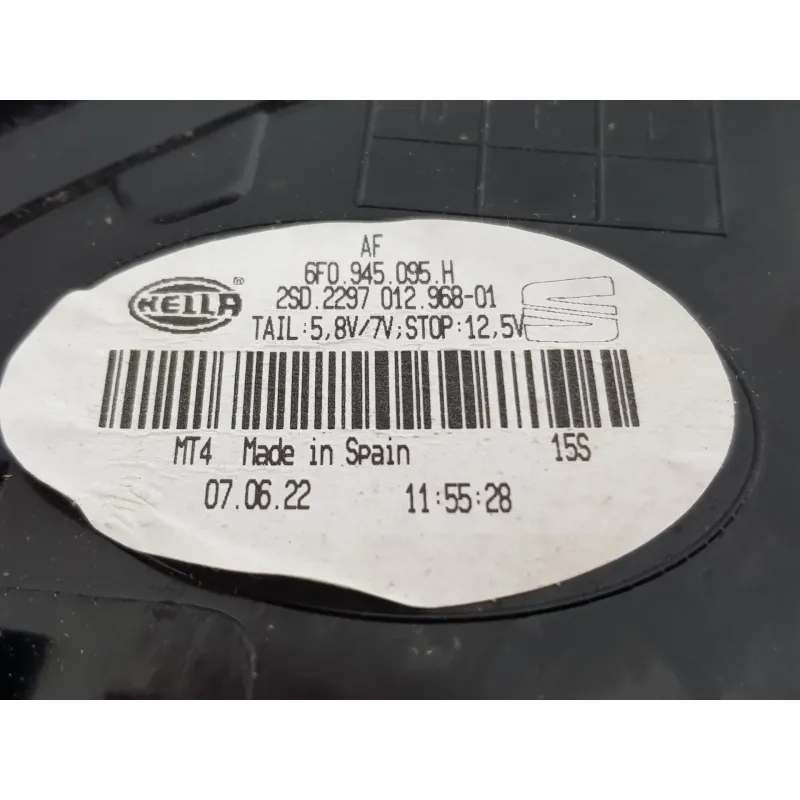 AF
6F0.945.095.H
HELLA ®
2SD.2297 012.968-01
TAIL:5,8V/7V;STOP:12,5V
MT4 Made in Spain 15S
07.06.22 11:55:28